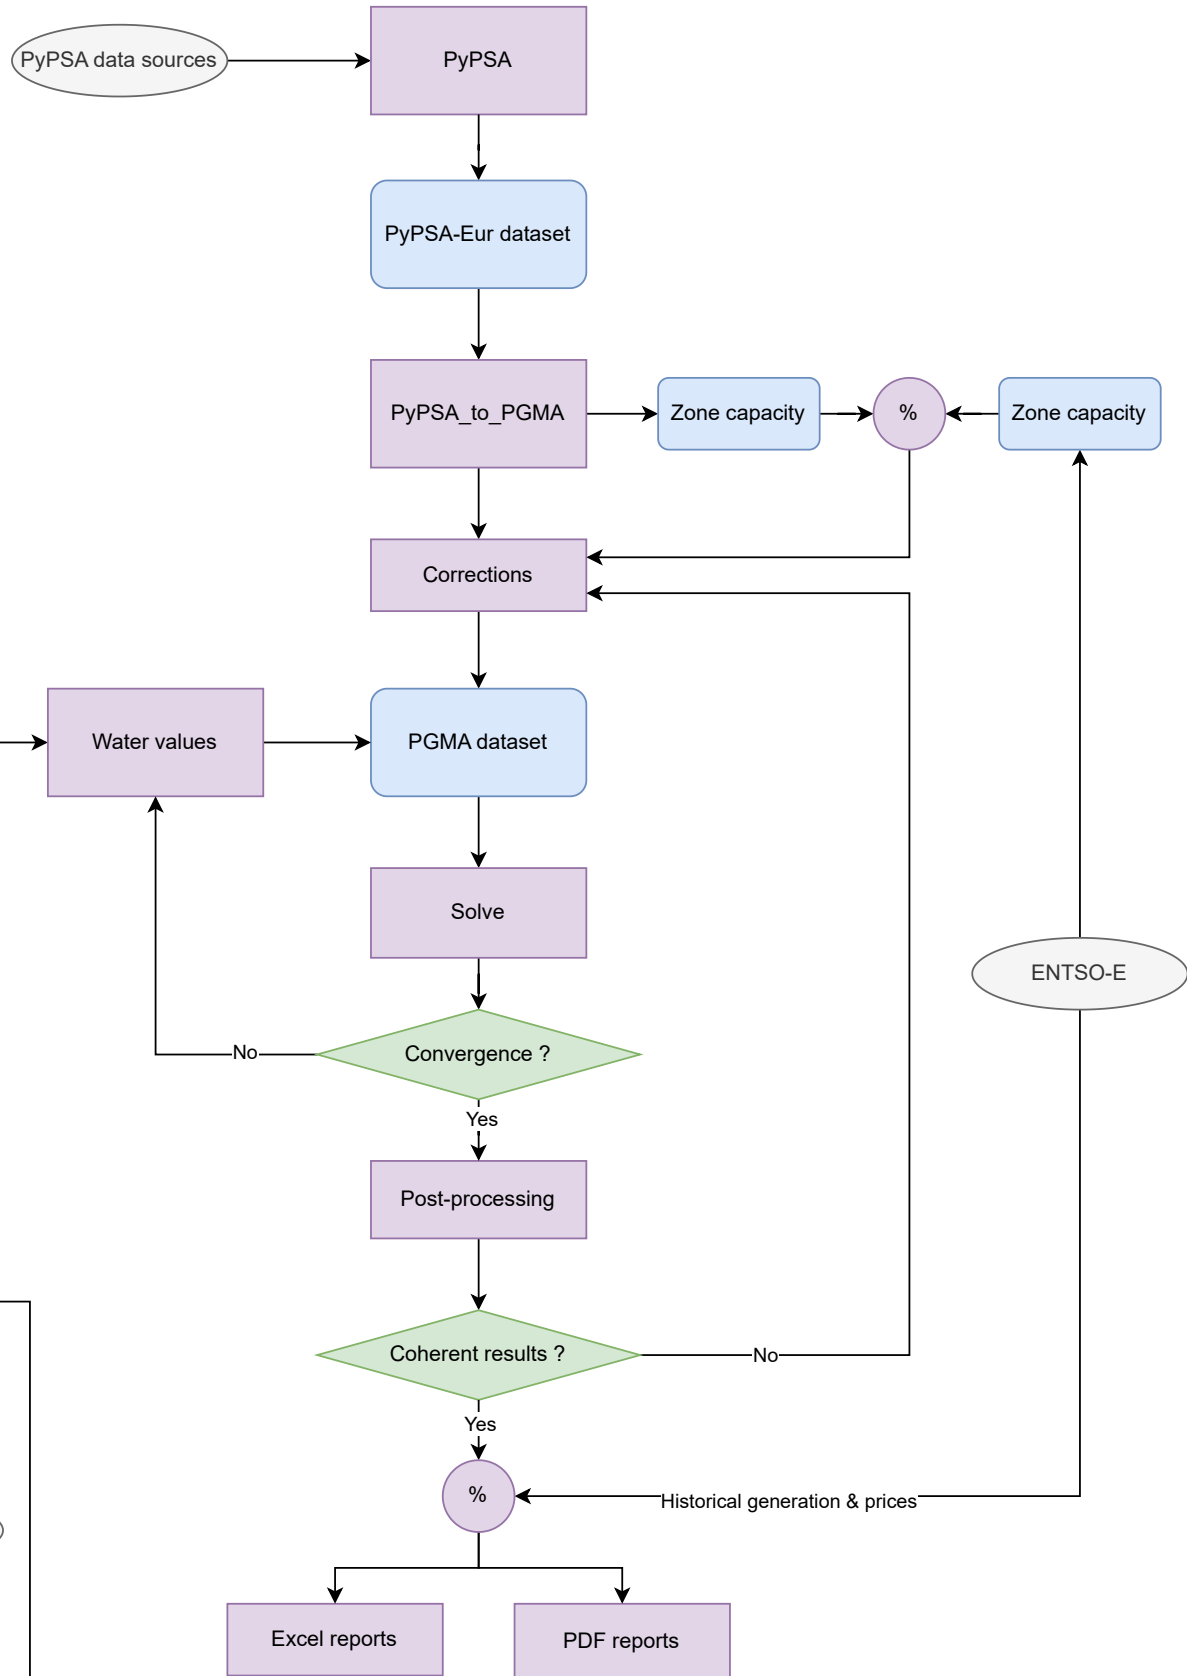 PyPSA data sources
PyPSA
PyPSA-Eur dataset
PyPSA_to_PGMA
Zone capacity
%
Zone capacity
Corrections
Water values
PGMA dataset
Solve
ENTSO-E
Convergence ?
No
Yes
Post-processing
Coherent results ?
No
Yes
%
Historical generation & prices
Excel reports
PDF reports